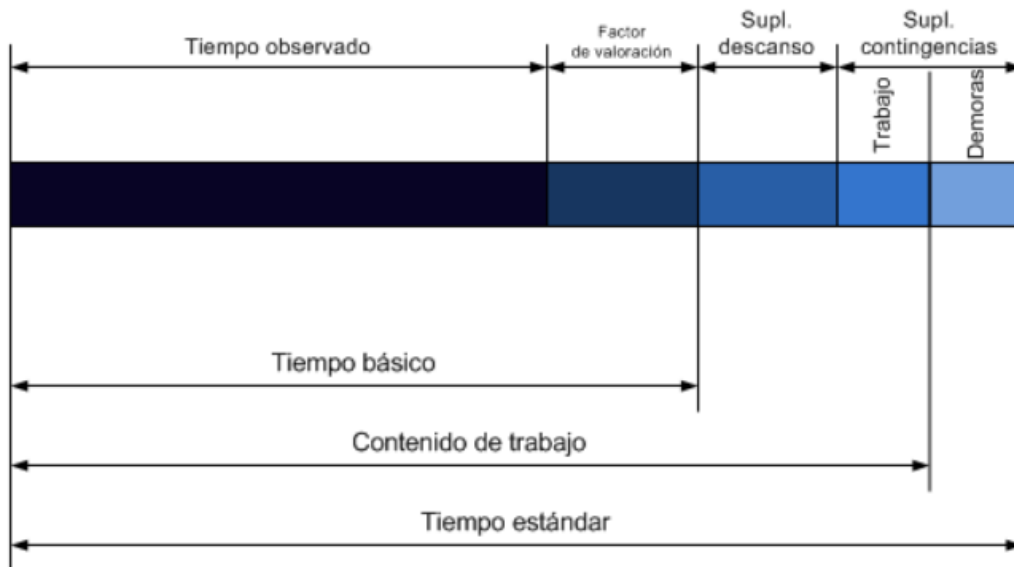 Tiempo observado
Factor
de valoración
Supl.
descanso
Supl.
contingencias
Trabajo
Demoras
Tiempo básico
Contenido de trabajo
Tiempo estándar